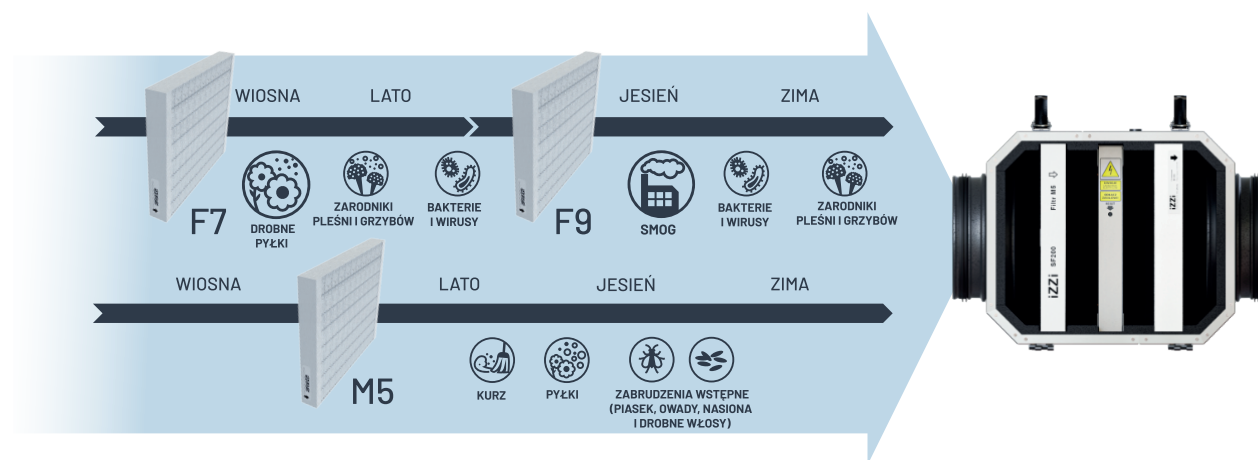 WIOSNA
LATO
JESIEŃ
ZIMA
F7
DROBNE
PYŁKI
ZARODNIKI
PLEŚNI I GRZYBÓW
BAKTERIE
I WIRUSY
F9
SMOG
BAKTERIE
I WIRUSY
ZARODNIKI
PLEŚNI I GRZYBÓW
WIOSNA
LATO
JESIEŃ
ZIMA
M5
KURZ
PYŁKI
ZABRUDZENIA WSTĘPNE
(PIASEK, OWADY, NASIONA
I DROBNE WŁOSY)
Filtr M5
iZZi SF200
iZZi